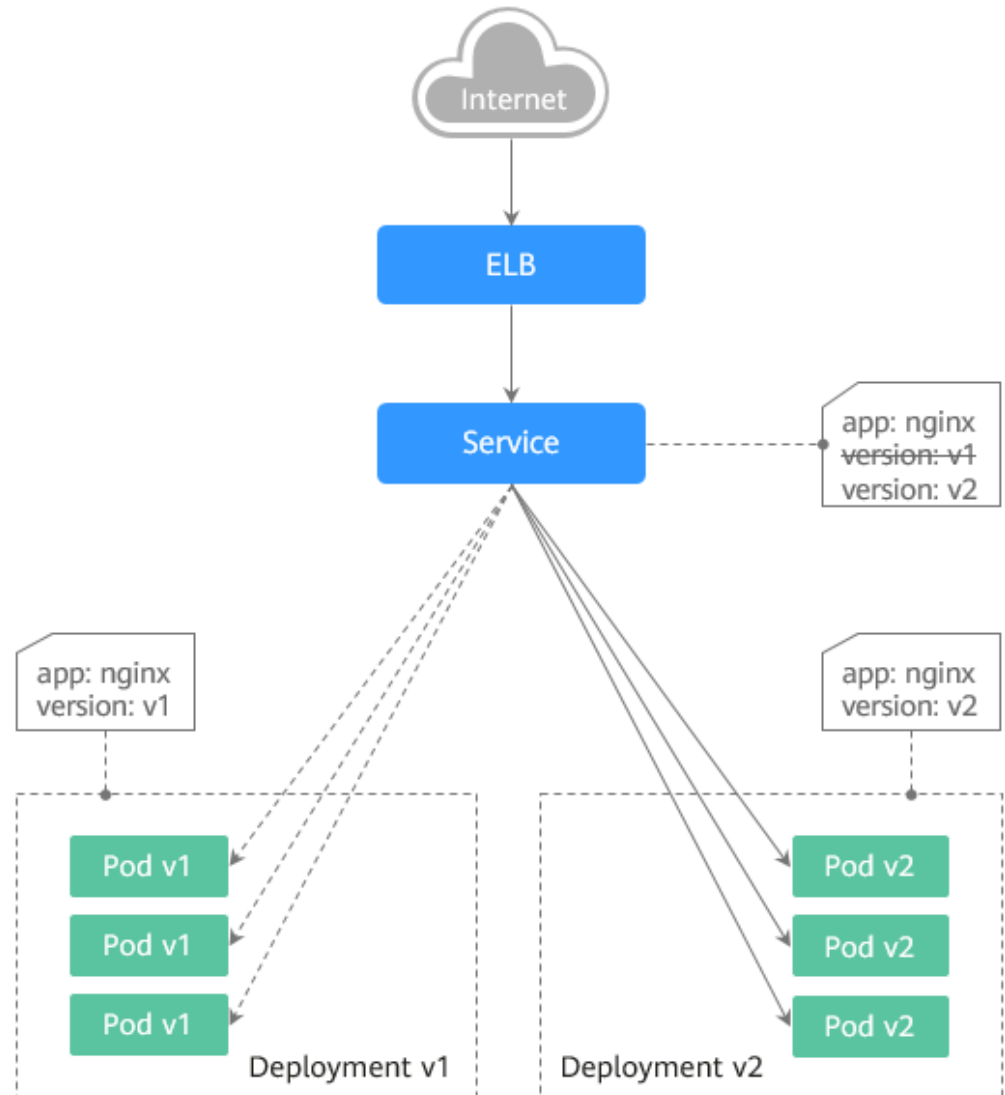 Internet
ELB
Service
app: nginx
version: v1
version: v2
app: nginx
version: v1
app: nginx
version: v2
Pod v1
Pod v1
Pod v1
Deployment v1
Pod v2
Pod v2
Pod v2
Deployment v2